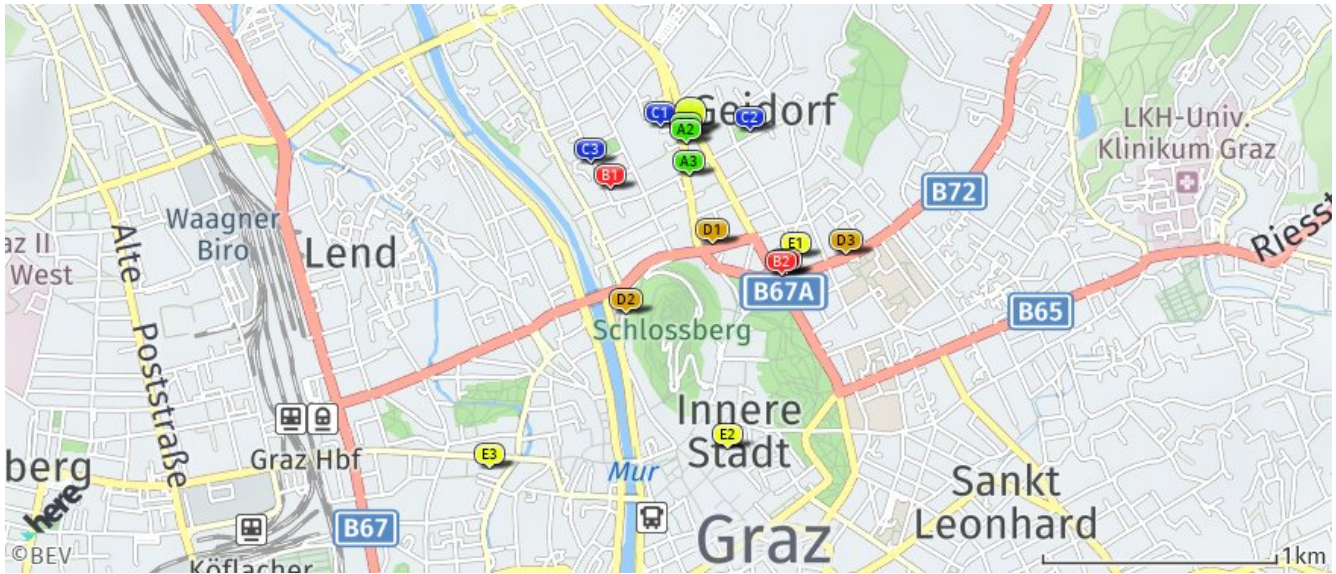 C1
Geidorf
C2
A2
LKH-Univ.
Klinikum Graz
C3
A3
B1
B72
Waagner
Biro
Alte
Poststraße
Lend
D1
E1
D3
B2
az II
West
Riesst
B67A
B65
D2
Schlossberg
Innere
Stadt
E2
Graz Hbf
E3
Mur
berg
here
Sankt
Leonhard
B67
Graz
©BEV
Köflacher
1km